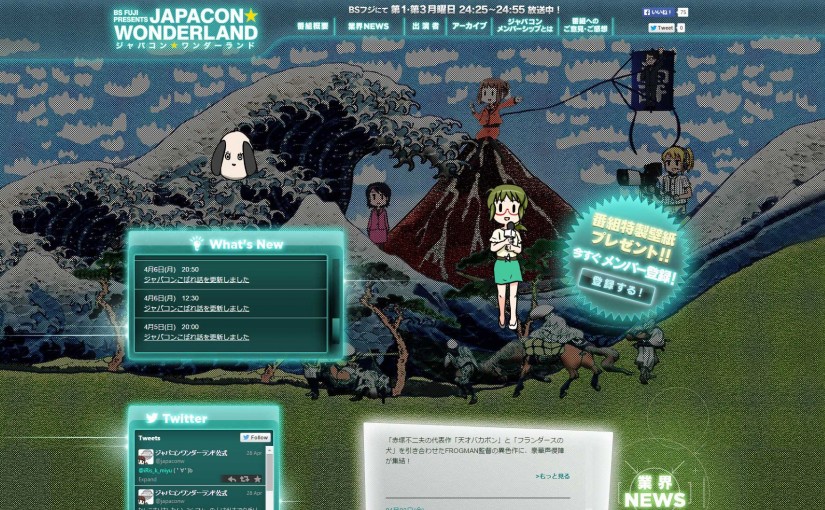 BS FUJI
PRESENTS
JAPACON★
WONDERLAND
ジャパコン★ワンダーランド
BSフジにて 第1・第3月曜日 24:25～24:55 放送中！
番組概要
業界NEWS
出演者
アーカイブ
ジャパコン
メンバーシップとは
番組への
ご意見・ご感想
いいね！
Tweet
0
番組特製壁紙
プレゼント!!
今すぐメンバー登録!
登録する！
What's New
4月6日(月) 20:50
ジャパコンこぼれ話を更新しました
4月6日(月) 12:30
ジャパコンこぼれ話を更新しました
4月5日(日) 20:00
ジャパコンこぼれ話を更新しました
Twitter
Tweets
Follow
ジャパコンワンダーランド公式
28 Apr
@japaconw
Expand
ジャパコンワンダーランド公式
28 Apr
@japaconw
「赤塚不二夫の代表作「天才バカボン」と「フランダースの
犬」を引き合わせたFROGMAN監督の異色作に、豪華声優陣
が集結！
>もっと見る
業界
NEWS